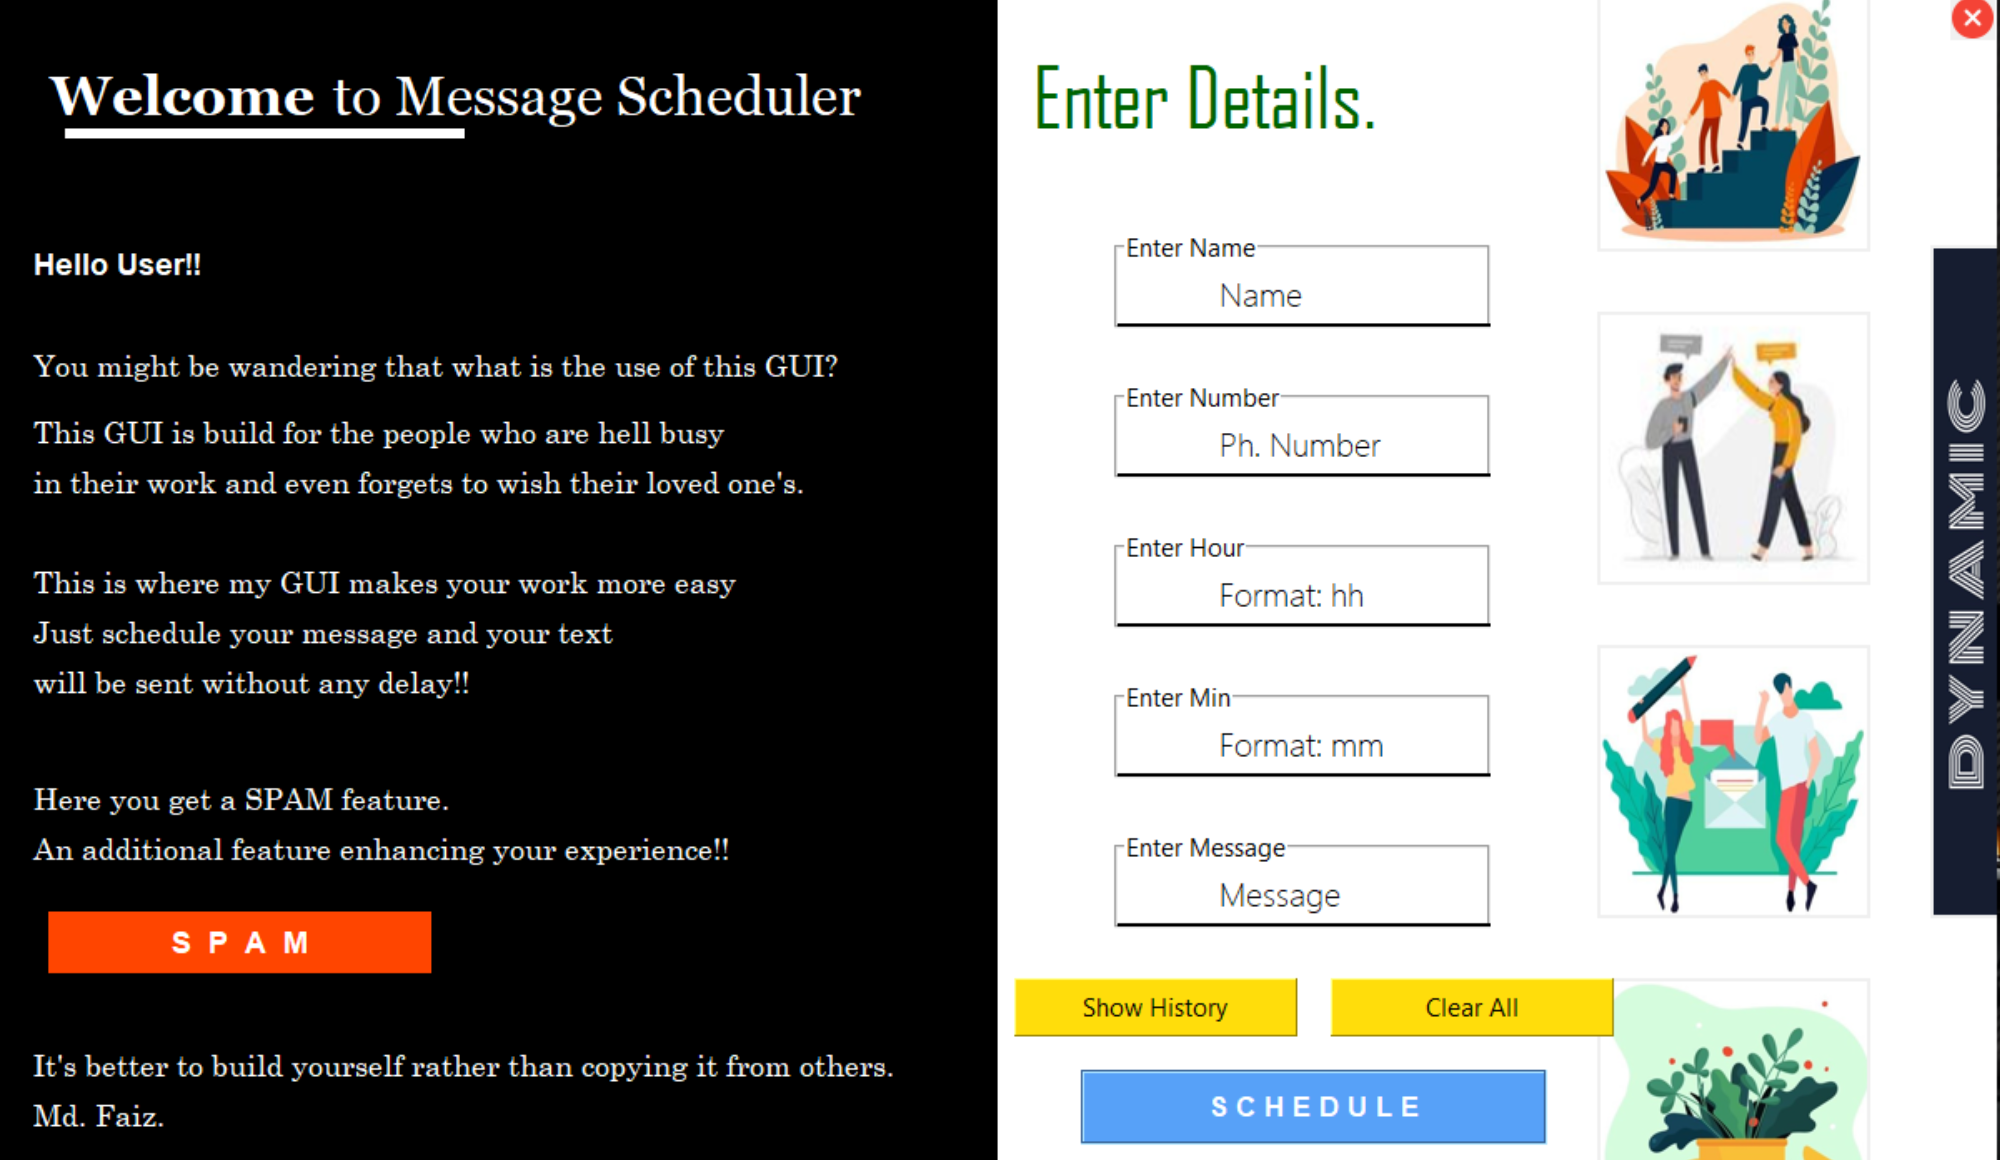 Welcome to Message Scheduler
Hello User!!
You might be wandering that what is the use of this GUI?
This GUI is build for the people who are hell busy
in their work and even forgets to wish their loved one's.
This is where my GUI makes your work more easy
Just schedule your message and your text
will be sent without any delay!!
Here you get a SPAM feature.
An additional feature enhancing your experience!!
S P A M
It's better to build yourself rather than copying it from others.
Md. Faiz.
Enter Details.
Enter Name
Name
Enter Number
Ph. Number
Enter Hour
Format: hh
Enter Min
Format: mm
Enter Message
Message
Show History
Clear All
SCHEDULE
DYNAMIC